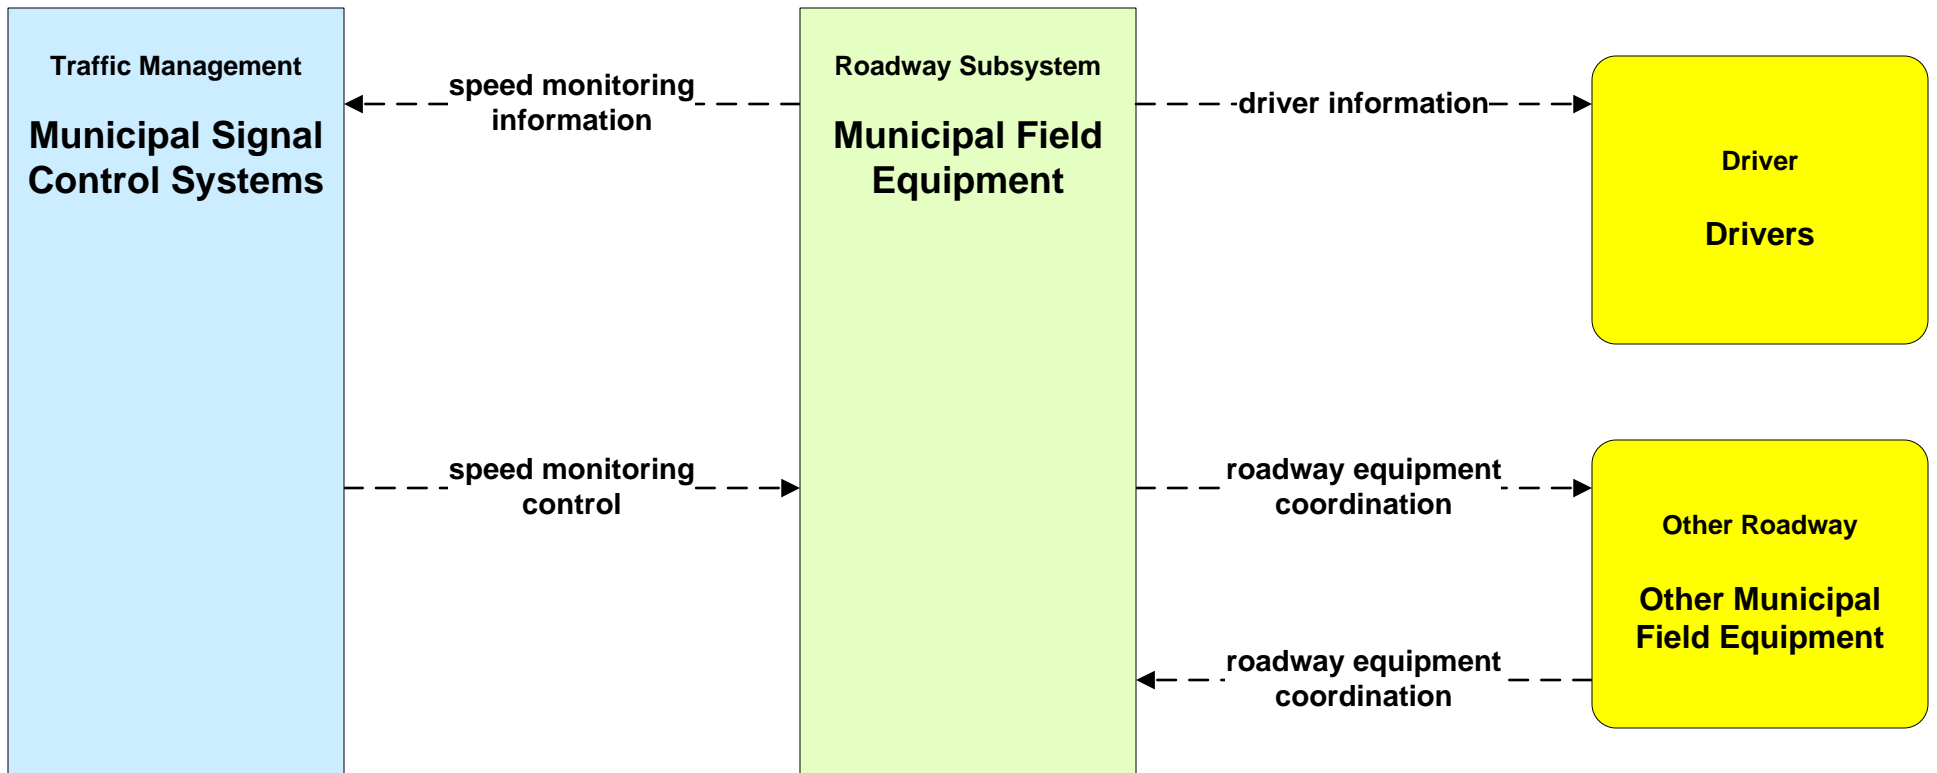 Traffic Management
Municipal Signal
Control Systems
speed monitoring
information
speed monitoring
control
Roadway Subsystem
Municipal Field
Equipment
driver information
roadway equipment
coordination
roadway equipment
coordination
Driver
Drivers
Other Roadway
Other Municipal
Field Equipment